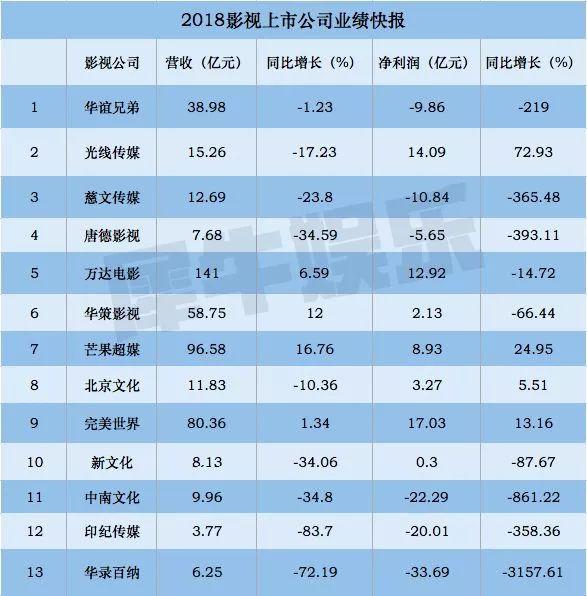 2018影视上市公司业绩快报
影视公司 营收（亿元） 同比增长（%） 净利润（亿元） 同比增长（%）
1 华谊兄弟 38.98 -1.23 -9.86 -219
2 光线传媒 15.26 -17.23 14.09 72.93
3 慈文传媒 12.69 -23.8 -10.84 -365.48
4 唐德影视 7.68 -34.59 -5.65 -393.11
5 万达电影 141 6.59 12.92 -14.72
6 华策影视 58.75 12 2.13 -66.44
7 芒果超媒 96.58 16.76 8.93 24.95
8 北京文化 11.83 -10.36 3.27 5.51
9 完美世界 80.36 1.34 17.03 13.16
10 新文化 8.13 -34.06 0.3 -87.67
11 中南文化 9.96 -34.8 -22.29 -861.22
12 印纪传媒 3.77 -83.7 -20.01 -358.36
13 华录百纳 6.25 -72.19 -33.69 -3157.61
犀牛娱乐